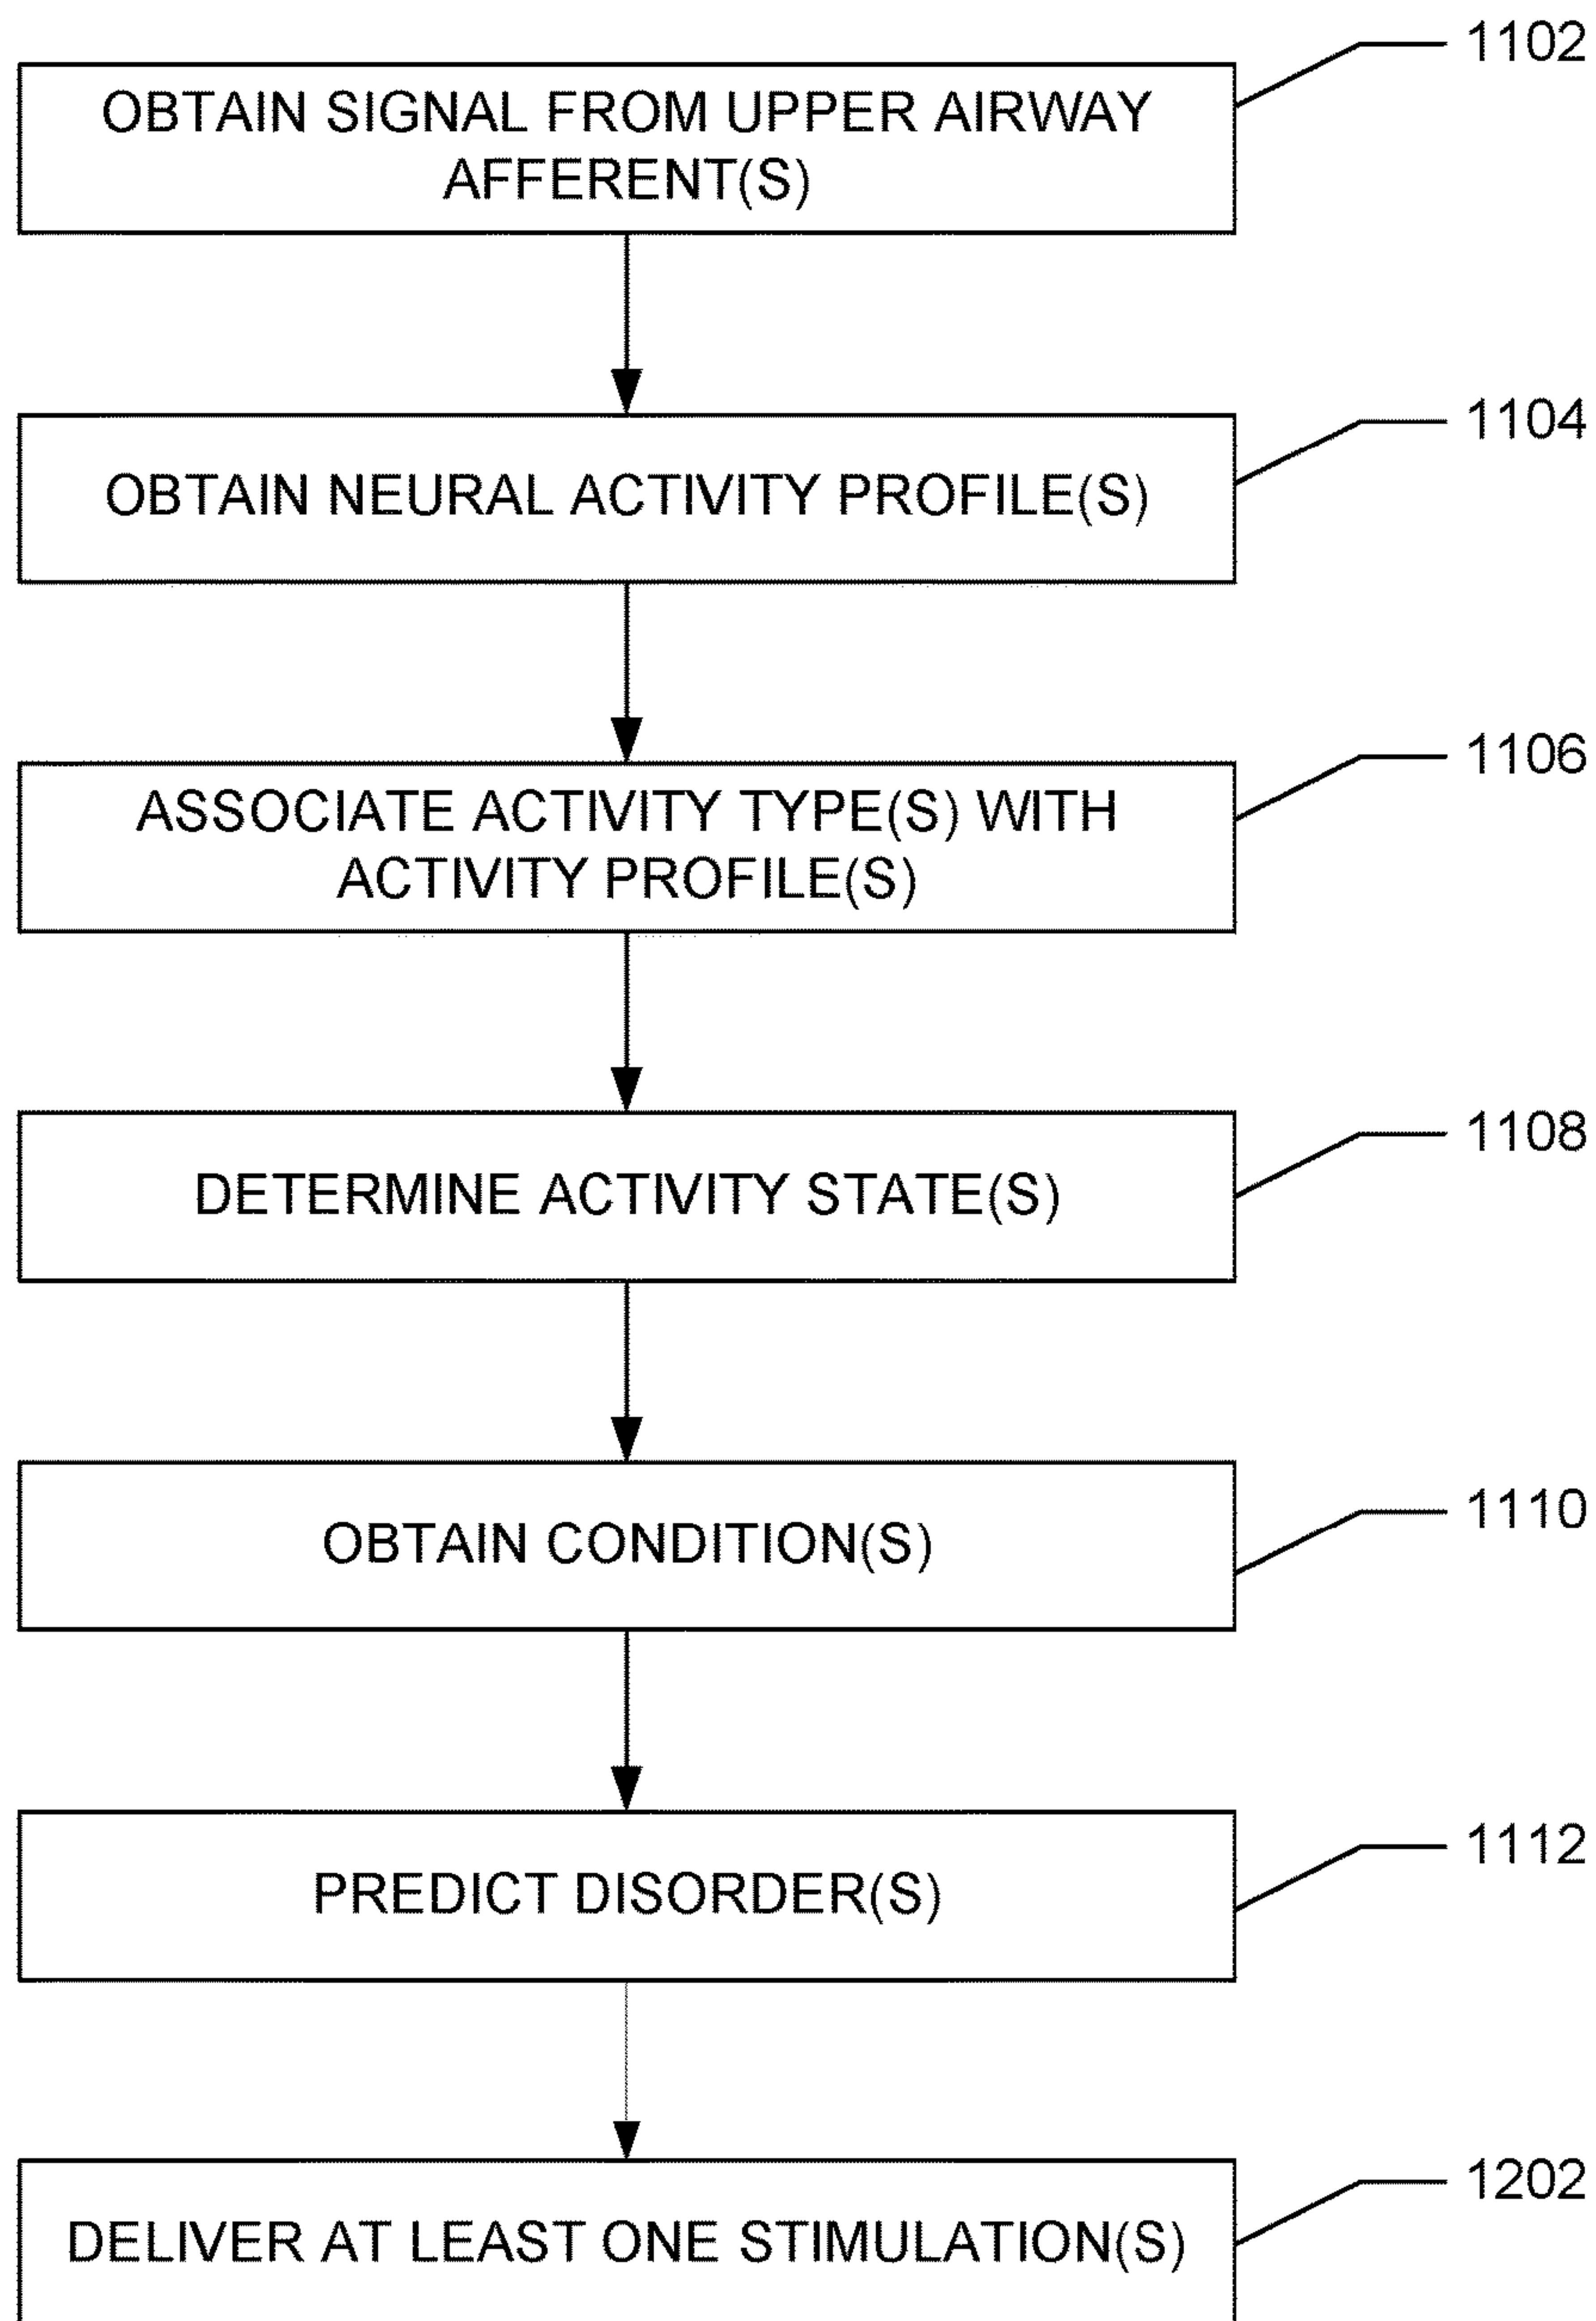 1102
OBTAIN SIGNAL FROM UPPER AIRWAY
AFFERENT(S)
1104
OBTAIN NEURAL ACTIVITY PROFILE(S)
1106
ASSOCIATE ACTIVITY TYPE(S) WITH
ACTIVITY PROFILE(S)
1108
DETERMINE ACTIVITY STATE(S)
1110
OBTAIN CONDITION(S)
1112
PREDICT DISORDER(S)
1202
DELIVER AT LEAST ONE STIMULATION(S)